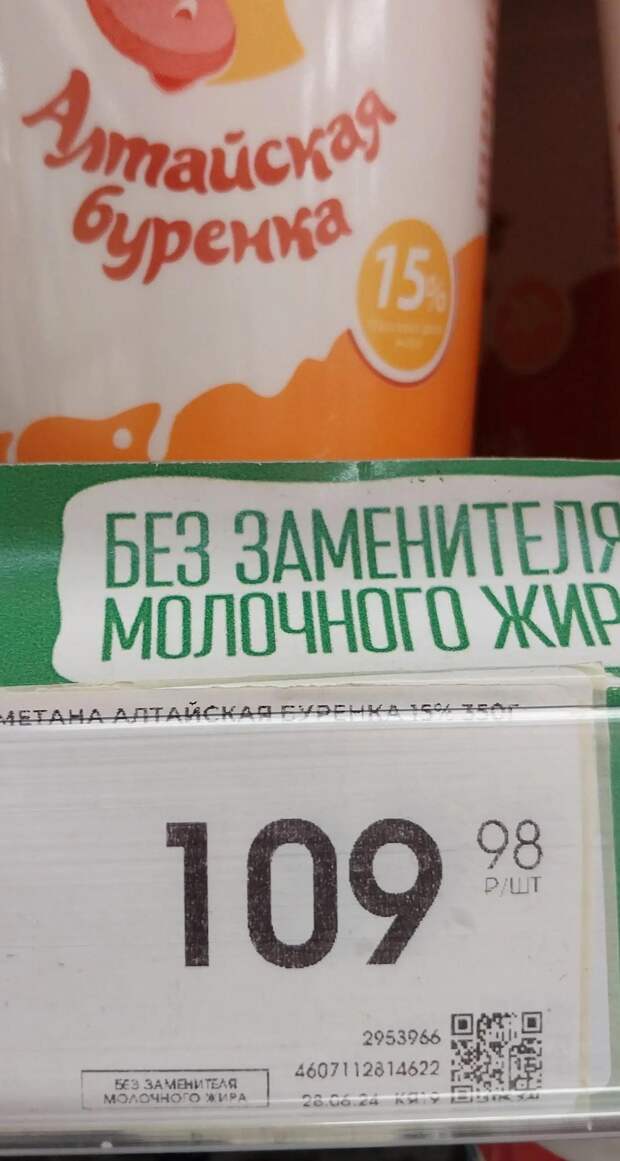 Алтайская
буренка
15%
БЕЗ ЗАМЕНИТЕЛЯ
МОЛОЧНОГО ЖИР
МЕТАНА АЛТАЙСКАЯ БУРЕНКА 15% 350Г
109
98
Р/ШТ
2953966
4607112814622
БЕЗ ЗАМЕНИТЕЛЯ
МОЛОЧНОГО ЖИРА
28.06.24